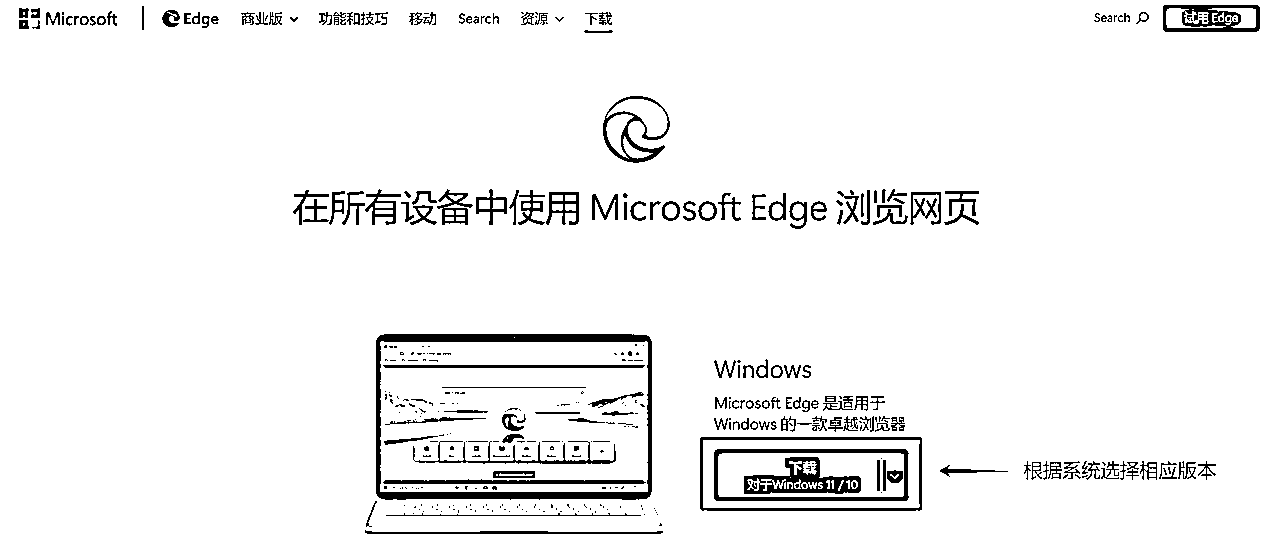 Microsoft | Edge 商业版 功能和技巧 移动 Search 资源 下载 Search 试用 Edge
在所有设备中使用 Microsoft Edge 浏览网页
Windows
Microsoft Edge 是适用于
Windows 的一款卓越浏览器
下载
对于Windows 11 / 10
根据系统选择相应版本